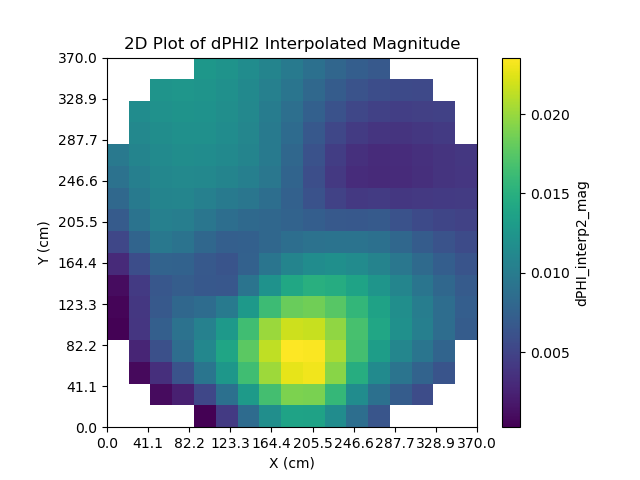 2D Plot of dPHI2 Interpolated Magnitude
370.0
328.9
287.7
246.6
205.5
164.4
123.3
82.2
41.1
0.0
Y (cm)
0.0 41.1 82.2 123.3 164.4 205.5 246.6 287.7 328.9 370.0
X (cm)
0.020
0.015
0.010
0.005
dPHI_interp2_mag